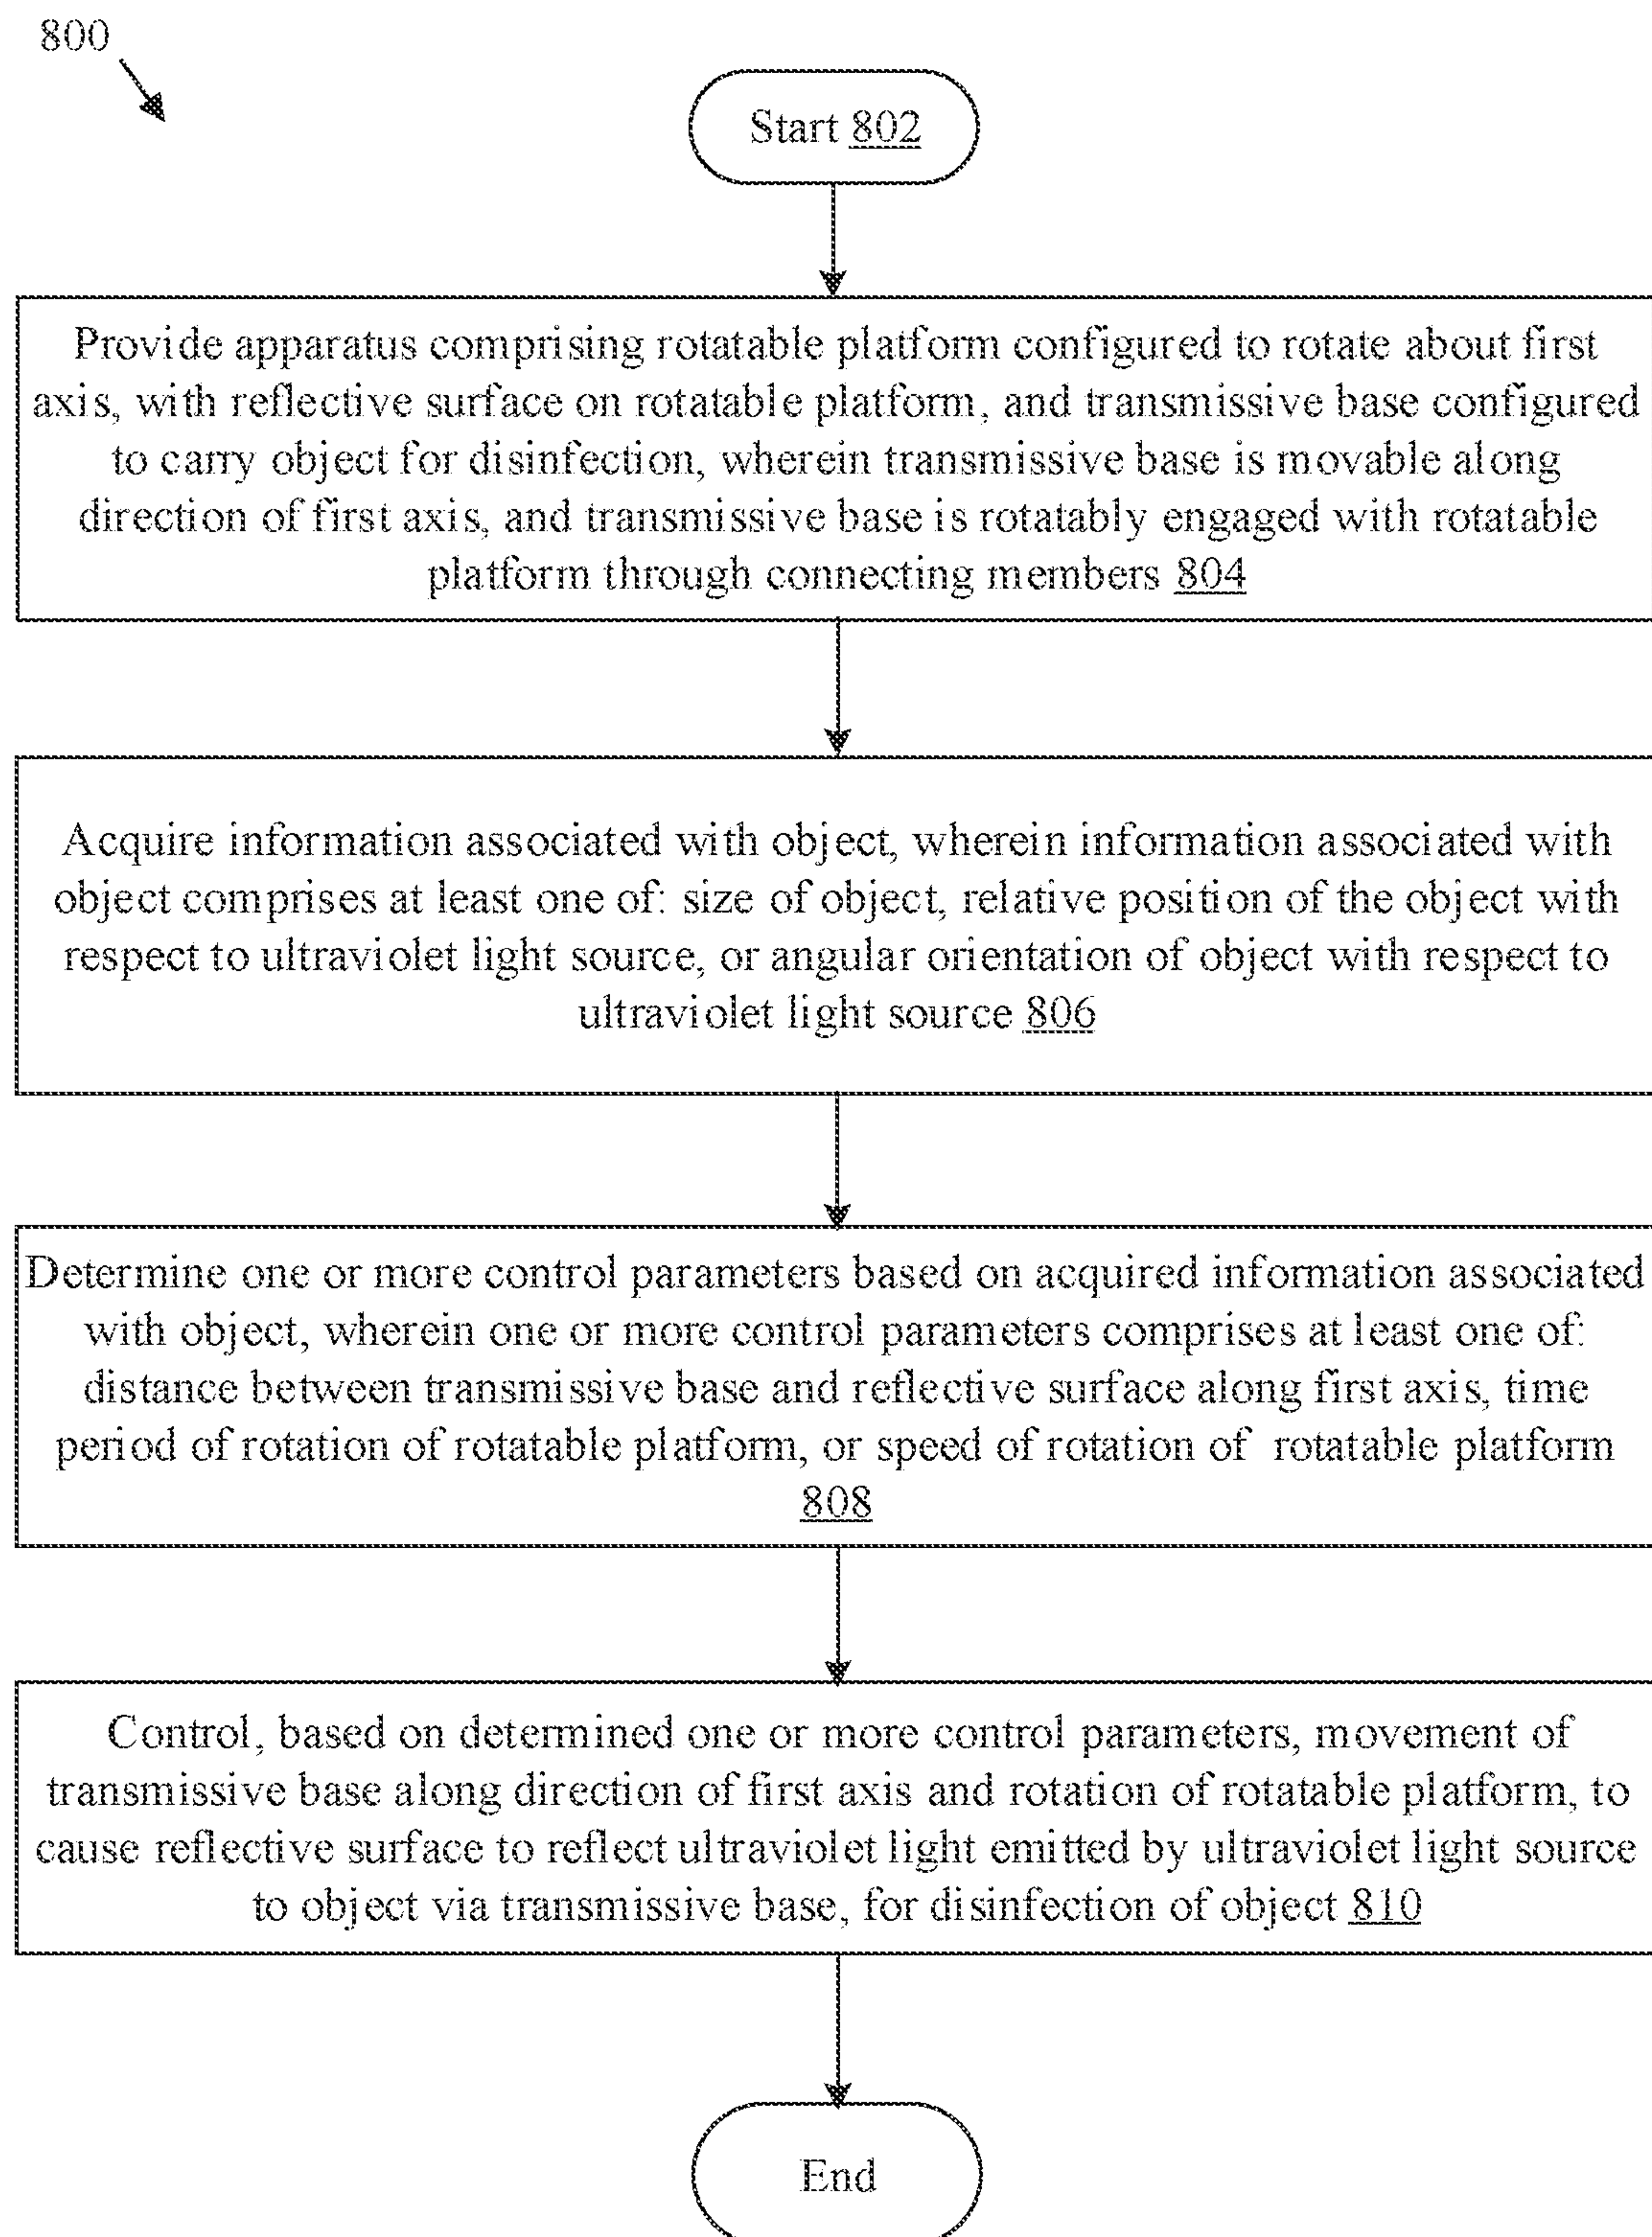 800
Start 802
Provide apparatus comprising rotatable platform configured to rotate about first
axis, with reflective surface on rotatable platform, and transmissive base configured
to carry object for disinfection, wherein transmissive base is movable along
direction of first axis, and transmissive base is rotatably engaged with rotatable
platform through connecting members 804
Acquire information associated with object, wherein information associated with
object comprises at least one of: size of object, relative position of the object with
respect to ultraviolet light source, or angular orientation of object with respect to
ultraviolet light source 806
Determine one or more control parameters based on acquired information associated
with object, wherein one or more control parameters comprises at least one of:
distance between transmissive base and reflective surface along first axis, time
period of rotation of rotatable platform, or speed of rotation of rotatable platform
808
Control, based on determined one or more control parameters, movement of
transmissive base along direction of first axis and rotation of rotatable platform, to
cause reflective surface to reflect ultraviolet light emitted by ultraviolet light source
to object via transmissive base, for disinfection of object 810
End